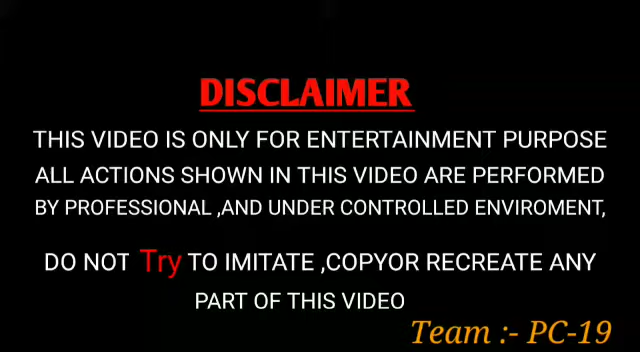 DISCLAIMER
THIS VIDEO IS ONLY FOR ENTERTAINMENT PURPOSE
ALL ACTIONS SHOWN IN THIS VIDEO ARE PERFORMED
BY PROFESSIONAL ,AND UNDER CONTROLLED ENVIROMENT,
DO NOT Try TO IMITATE ,COPYOR RECREATE ANY
PART OF THIS VIDEO
Team :- PC-19